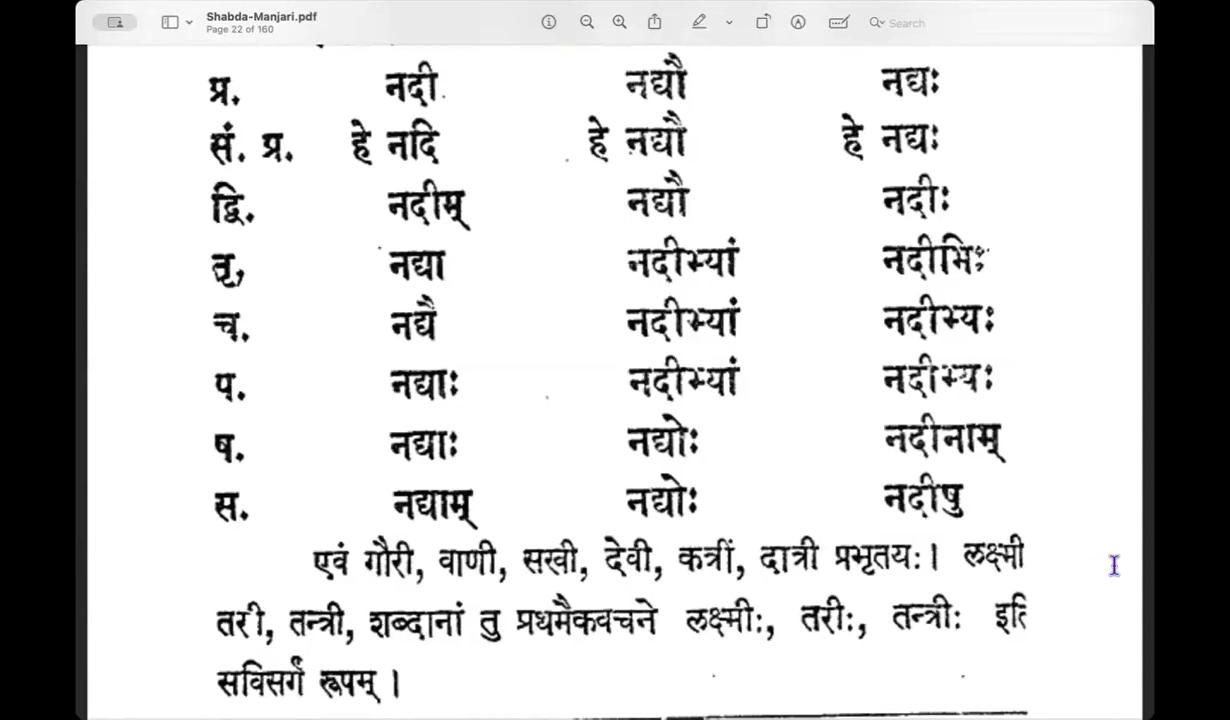 Shabda-Manjari.pdf
Page 22 of 160
Search
प्र. नदी नद्यौ नद्यः
सं. प्र. हे नदि हे नद्यौ हे नद्यः
द्वि. नदीम् नद्यौ नदीः
तृ, नद्या नदीभ्यां नदीभिः
च. नद्यै नदीभ्यां नदीभ्यः
प. नद्याः नदीभ्यां नदीभ्यः
ष. नद्याः नद्योः नदीनाम्
स. नद्याम् नद्योः नदीषु
एवं गौरी, वाणी, सखी, देवी, कर्त्री, दात्री प्रभृतयः। लक्ष्मी
तरी, तन्त्री, शब्दानां तु प्रथमैकवचने लक्ष्मीः, तरीः, तन्त्रीः इति
सविसर्गं रूपम् ।